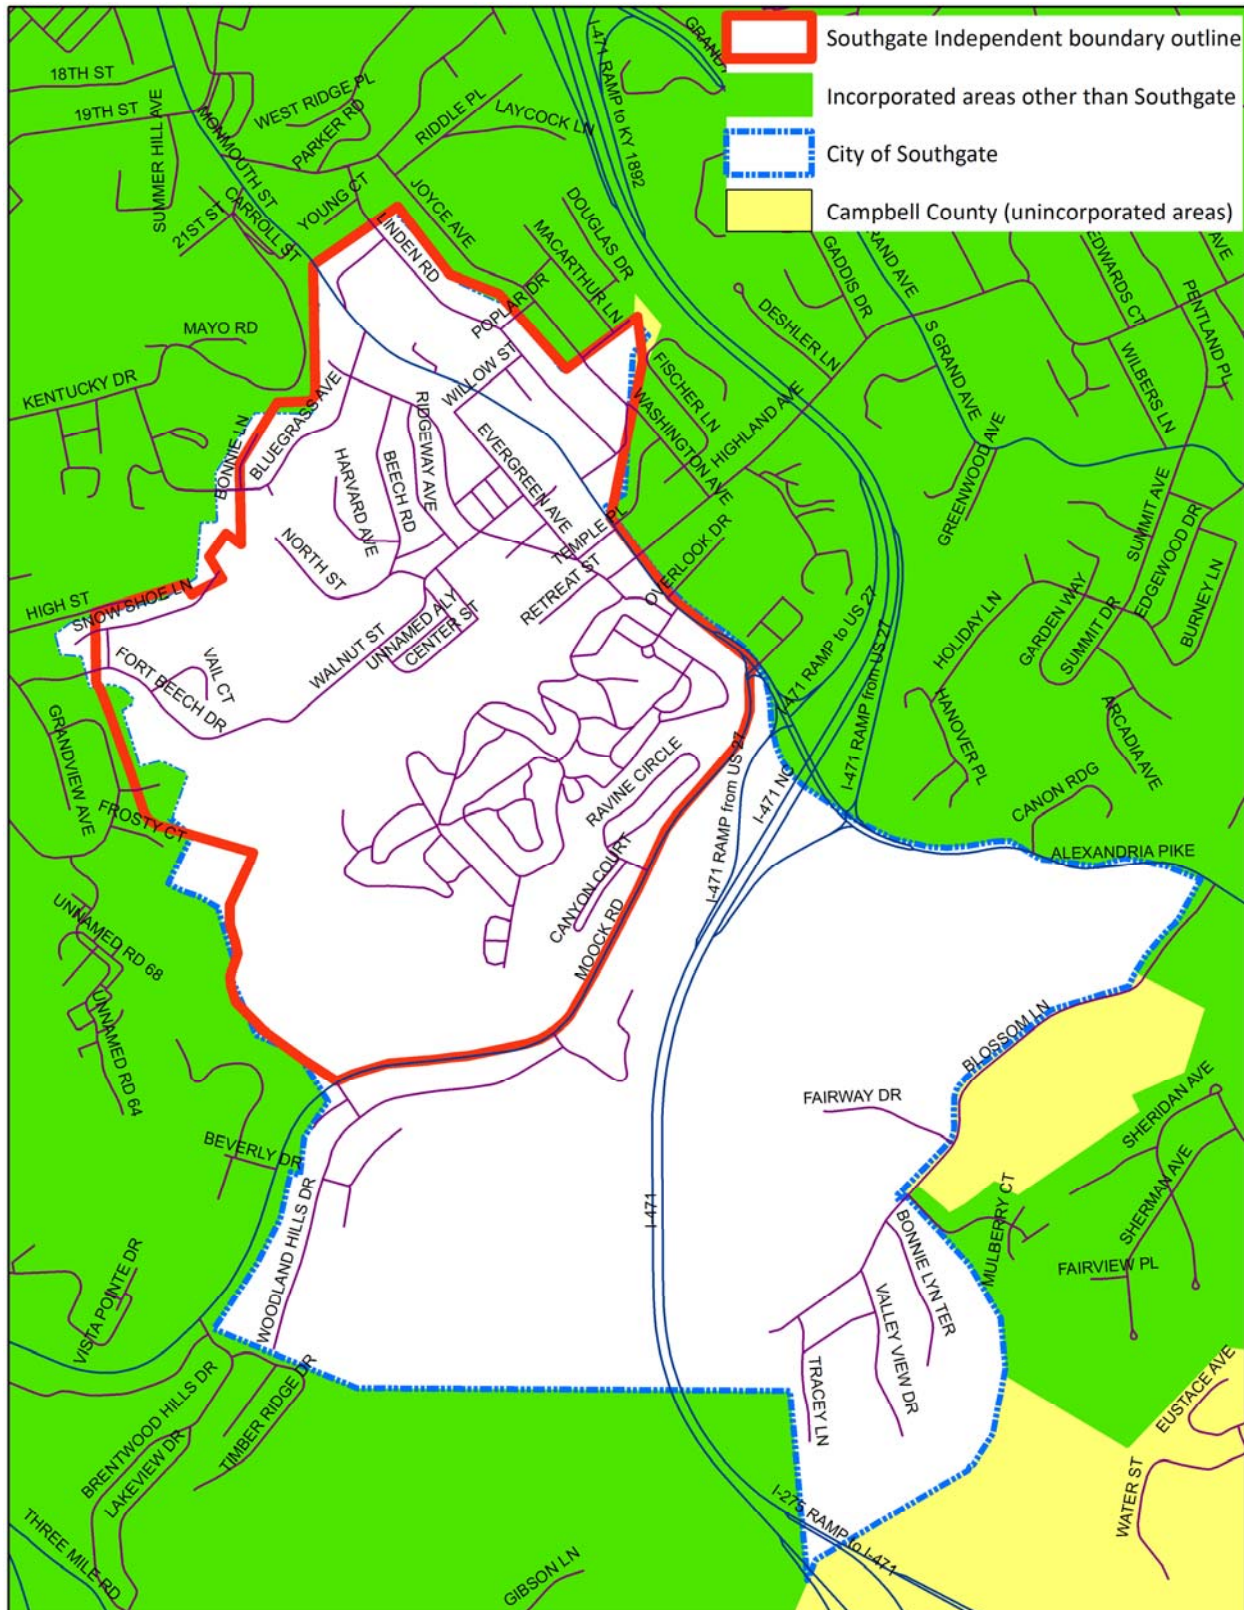 Southgate Independent boundary outline
Incorporated areas other than Southgate
City of Southgate
Campbell County (unincorporated areas)
I-471 RAMP to KY 1892
18TH ST
19TH ST
SUMMER HILL AVE
MONMOUTH ST
WEST RIDGE PL
PARKER RD
RIDDLE PL
LAYCOCK LN
YOUNG CT
JOYCE AVE
21ST ST
CARROLL ST
LINDEN RD
DOUGLAS DR
MACARTHUR LN
POPLAR DR
GADDIS DR
S GRAND AVE
EDWARDS CT
PENTLAND PL
DESHLER LN
WILBERS LN
MAYO RD
KENTUCKY DR
BONNIE LN
BLUEGRASS AVE
WILLOW ST
FISCHER LN
WASHINGTON AVE
HIGHLAND AVE
RIDGEWAY AVE
BEECH RD
HARVARD AVE
EVERGREEN AVE
GREENWOOD AVE
SUMMIT AVE
EDGEWOOD DR
BURNEY LN
NORTH ST
TEMPLE PL
RETREAT ST
OVERLOOK DR
HIGH ST
SNOW SHOE LN
UNNAMED ALY
CENTER ST
WALNUT ST
HOLIDAY LN
GARDEN WAY
SUMMIT DR
FORT BEECH DR
VAIL CT
I-471 RAMP to US 27
I-471 RAMP from US 27
HANOVER PL
ARCADIA AVE
GRANDVIEW AVE
RAVINE CIRCLE
I-471 RAMP from US 27
I-471 NO
CANON RDG
FROSTY CT
ALEXANDRIA PIKE
CANYON COURT
MOOCK RD
UNNAMED RD 68
UNNAMED RD 64
BLOSSOM LN
FAIRWAY DR
SHERIDAN AVE
BEVERLY DR
SHERMAN AVE
MULBERRY CT
I-471
WOODLAND HILLS DR
BONNIE LYN TER
FAIRVIEW PL
VISTA POINTE DR
VALLEY VIEW DR
TRACEY LN
EUSTACE AVE
BRENTWOOD HILLS DR
LAKEVIEW DR
TIMBER RIDGE DR
WATER ST
I-275 RAMP to I-471
THREE MILE RD
GIBSON LN